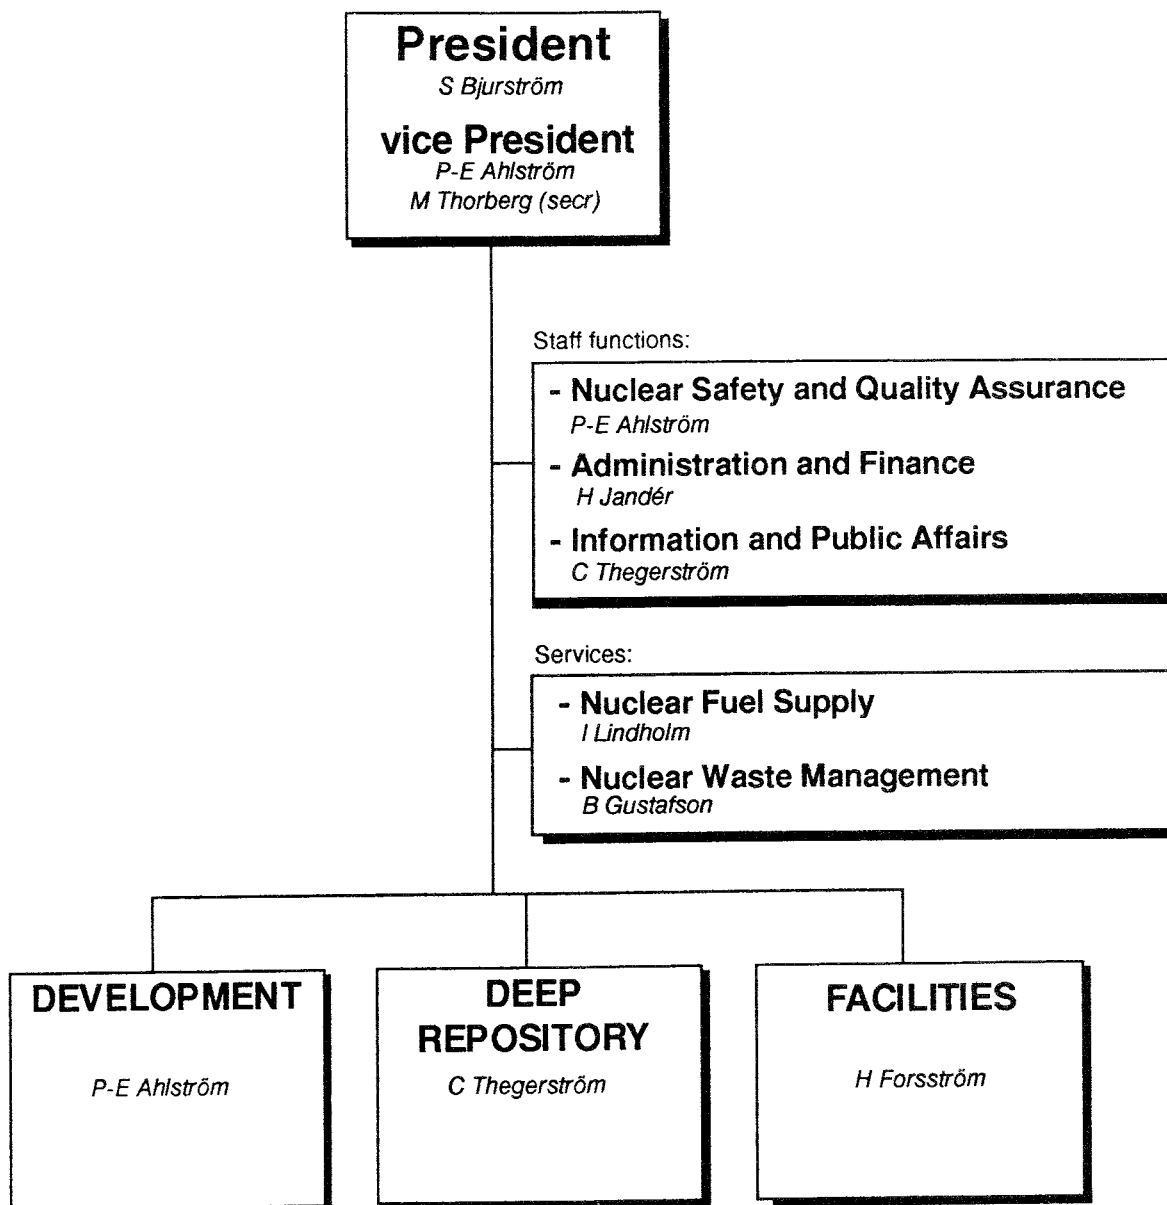 President
S Bjurström
vice President
P-E Ahlström
M Thorberg (secr)
Staff functions:
- Nuclear Safety and Quality Assurance
P-E Ahlström
- Administration and Finance
H Jandér
- Information and Public Affairs
C Thegerström
Services:
- Nuclear Fuel Supply
I Lindholm
- Nuclear Waste Management
B Gustafson
DEVELOPMENT
P-E Ahlström
DEEP
REPOSITORY
C Thegerström
FACILITIES
H Forsström